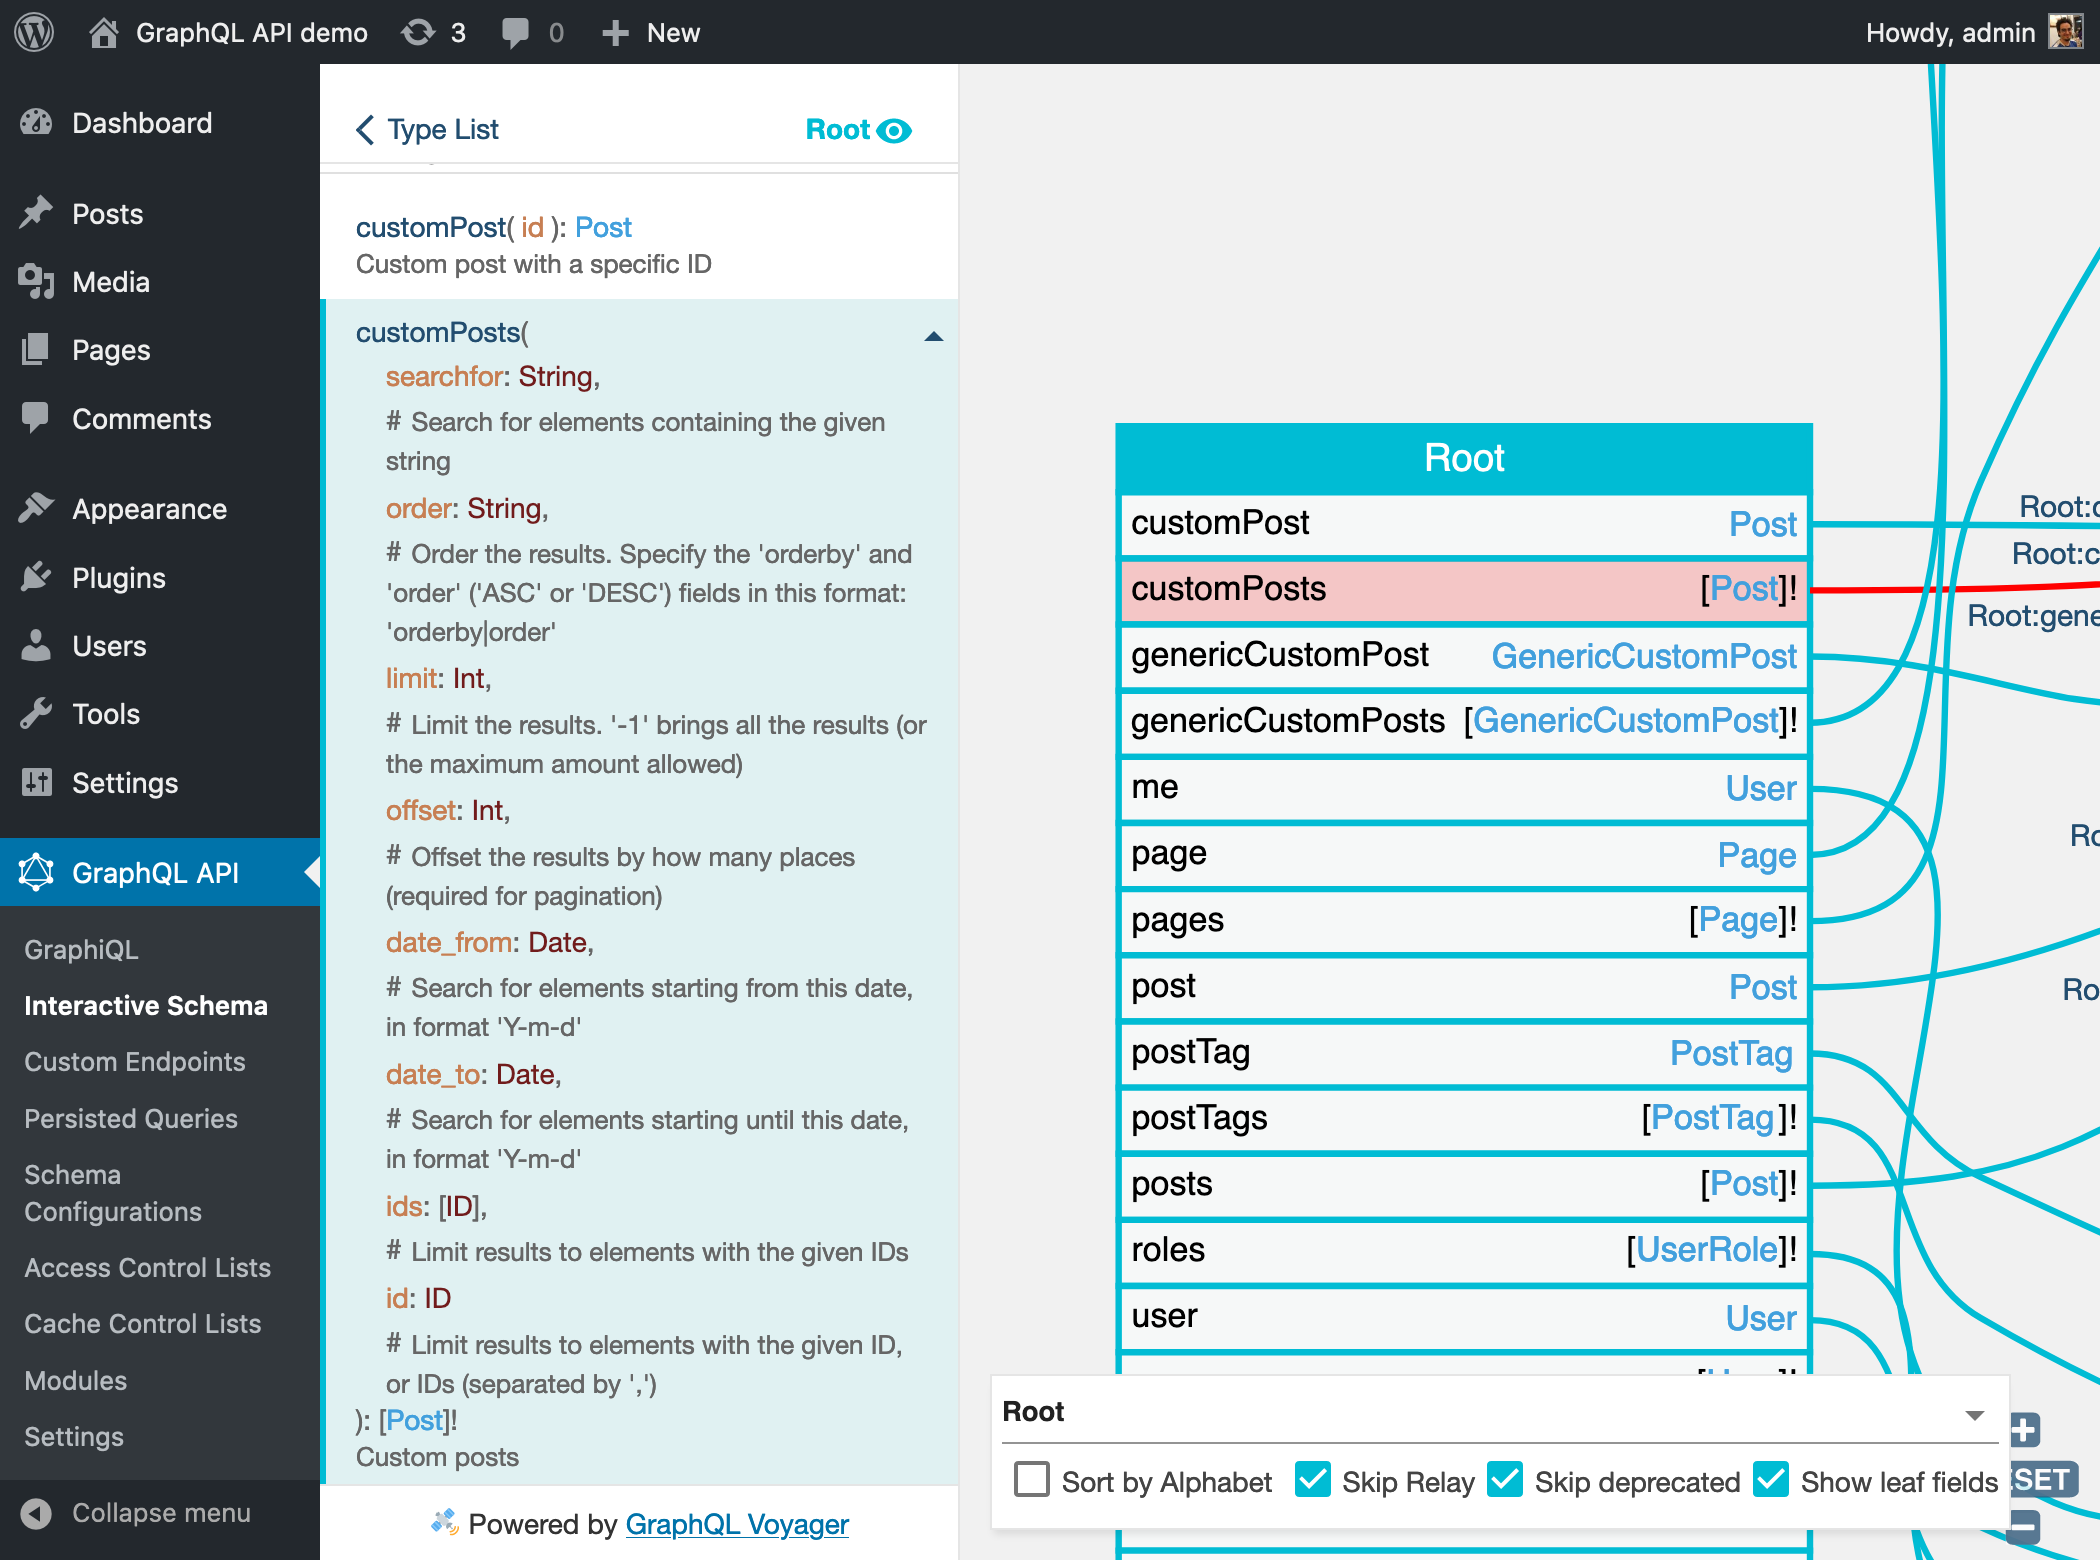 GraphQL API demo 3 0 New Howdy, admin
Dashboard
Posts
Media
Pages
Comments
Appearance
Plugins
Users
Tools
Settings
GraphQL API
GraphiQL
Interactive Schema
Custom Endpoints
Persisted Queries
Schema
Configurations
Access Control Lists
Cache Control Lists
Modules
Settings
Collapse menu
Type List Root
customPost( id ): Post
Custom post with a specific ID
customPosts(
searchfor: String,
# Search for elements containing the given
string
order: String,
# Order the results. Specify the 'orderby' and
'order' ('ASC' or 'DESC') fields in this format:
'orderby|order'
limit: Int,
# Limit the results. '-1' brings all the results (or
the maximum amount allowed)
offset: Int,
# Offset the results by how many places
(required for pagination)
date_from: Date,
# Search for elements starting from this date,
in format 'Y-m-d'
date_to: Date,
# Search for elements starting until this date,
in format 'Y-m-d'
ids: [ID],
# Limit results to elements with the given IDs
id: ID
# Limit results to elements with the given ID,
or IDs (separated by ',')
): [Post]!
Custom posts
Powered by GraphQL Voyager
Root
customPost Post
customPosts [Post]!
genericCustomPost GenericCustomPost
genericCustomPosts [GenericCustomPost]!
me User
page Page
pages [Page]!
post Post
postTag PostTag
postTags [PostTag]!
posts [Post]!
roles [UserRole]!
user User
Root:c
Root:c
Root:gene
Ro
Ro
Root
Sort by Alphabet Skip Relay Skip deprecated Show leaf fields
SET